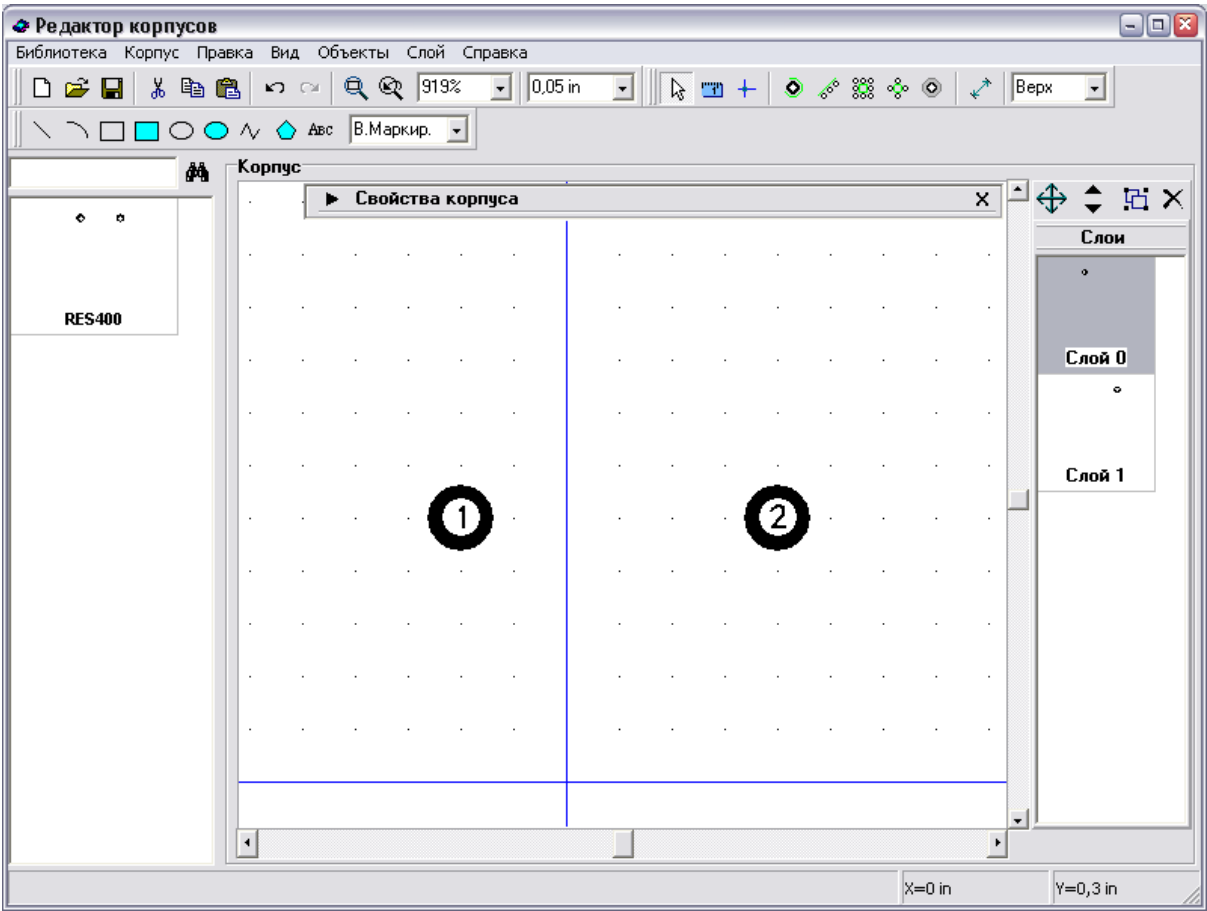 Редактор корпусов
Библиотека Корпус Правка Вид Объекты Слой Справка
919% 0,05 in Верх
ABC В.Маркир.
Корпус
Свойства корпуса X
Слои
RES400
Слой 0
Слой 1
1 2
X=0 in Y=0,3 in